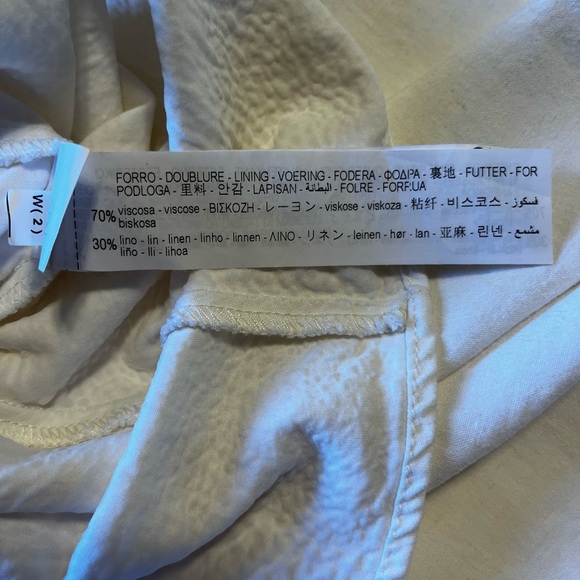 FORRO - DOUBLURE - LINING - VOERING - FODERA - ΦΟΔΡΑ - 裏地 - FUTTER - FOR
PODLOGA - 里料 - 안감 - LAPISAN - البطانة - FOLRE - FORF:UA
70% viscosa - viscose - ΒΙΣΚΟΖΗ - レーヨン - viskose - viskoza - 粘纤 - 비스코스 - فسكوز
biskosa
30% lino - lin - linen - linho - linnen - ΛΙΝΟ - リネン - leinen - hør - lan - 亚麻 - 린넨 - مشمع
liño - lli - lihoa
W(2)